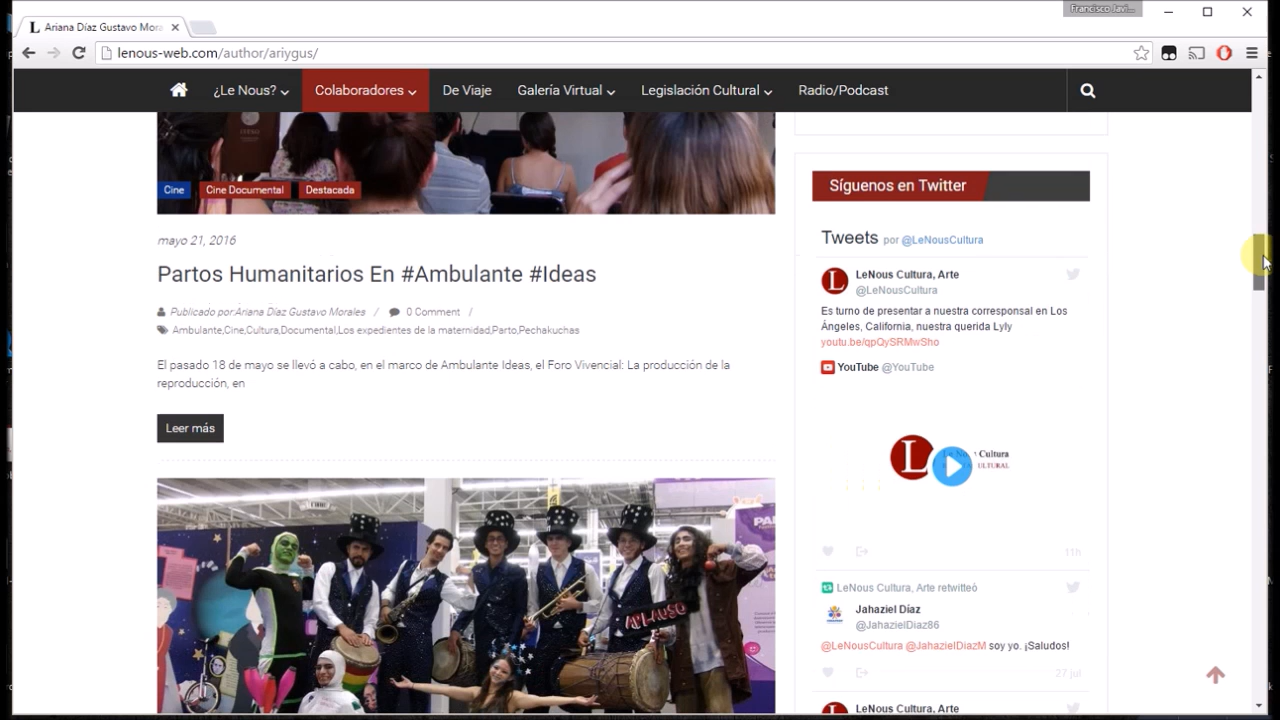 Francisco Javi...
L Ariana Díaz Gustavo Mora
lenous-web.com/author/ariygus/
¿Le Nous?
Colaboradores
De Viaje
Galería Virtual
Legislación Cultural
Radio/Podcast
Cine
Cine Documental
Destacada
mayo 21, 2016
Partos Humanitarios En #Ambulante #Ideas
Publicado por:Ariana Díaz Gustavo Morales / 0 Comment /
Ambulante,Cine,Cultura,Documental,Los expedientes de la maternidad,Parto,Pechakuchas
El pasado 18 de mayo se llevó a cabo, en el marco de Ambulante Ideas, el Foro Vivencial: La producción de la
reproducción, en
Leer más
APLAUSO
Síguenos en Twitter
Tweets por @LeNousCultura
L
LeNous Cultura, Arte
@LeNousCultura
Es turno de presentar a nuestra corresponsal en Los
Ángeles, California, nuestra querida Lyly
youtu.be/qpQySRMwSho
YouTube @YouTube
L
Cultura
11h
LeNous Cultura, Arte retwitteó
Jahaziel Díaz
@JahazielDiaz86
@LeNousCultura @JahazielDiazM soy yo. ¡Saludos!
27 jul
LeNous Cultura, Arte